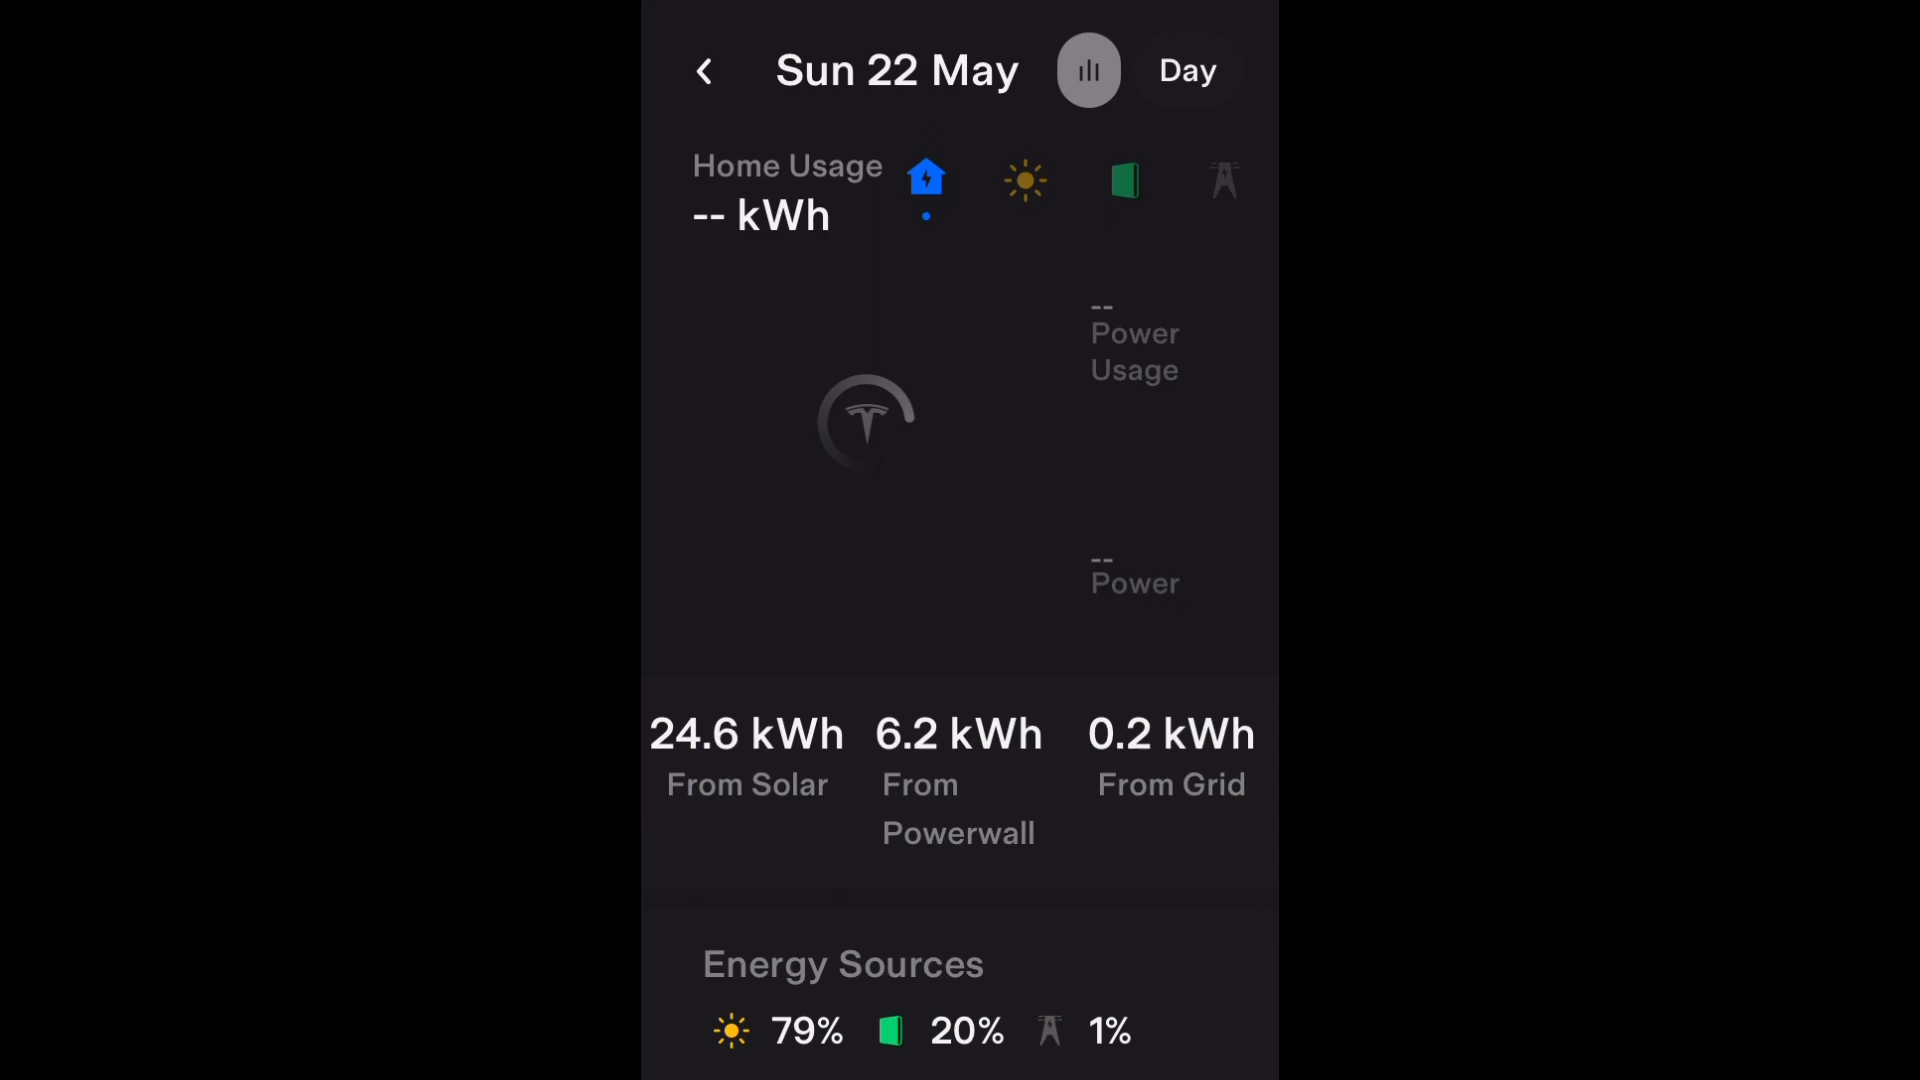 Sun 22 May
Day
Home Usage
-- kWh
--
Power
Usage
--
Power
24.6 kWh
6.2 kWh
0.2 kWh
From Solar
From
Powerwall
From Grid
Energy Sources
79%
20%
1%